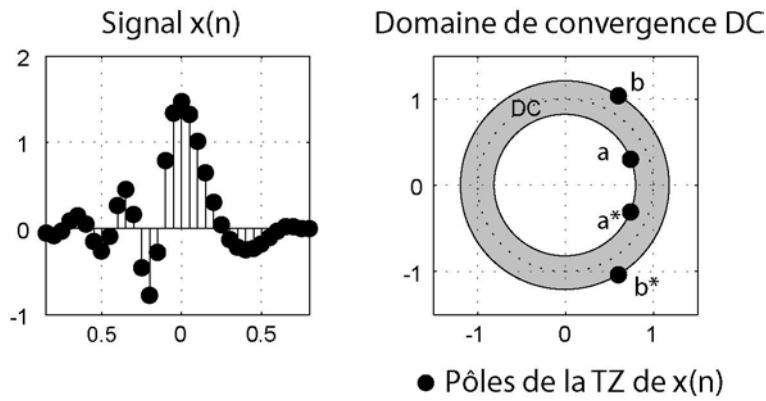 Signal x(n)
Domaine de convergence DC
2
1
0
-1
0.5
0
0.5
1
0
-1
-1
0
1
DC
b
a
a*
b*
Pôles de la TZ de x(n)